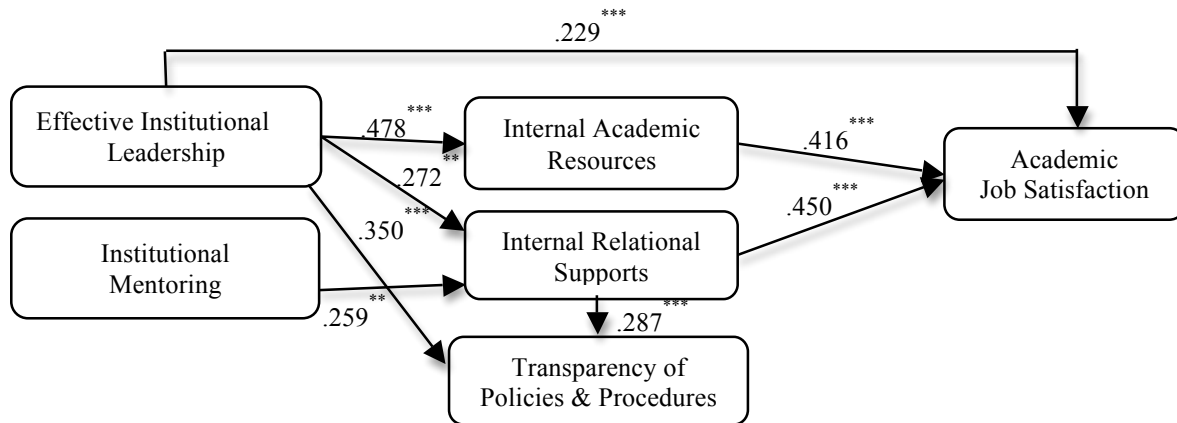 .229***
Effective Institutional
Leadership
.478***
Internal Academic
Resources
.416***
Academic
Job Satisfaction
.272**
.450***
.350***
Institutional
Mentoring
Internal Relational
Supports
.259**
.287***
Transparency of
Policies & Procedures